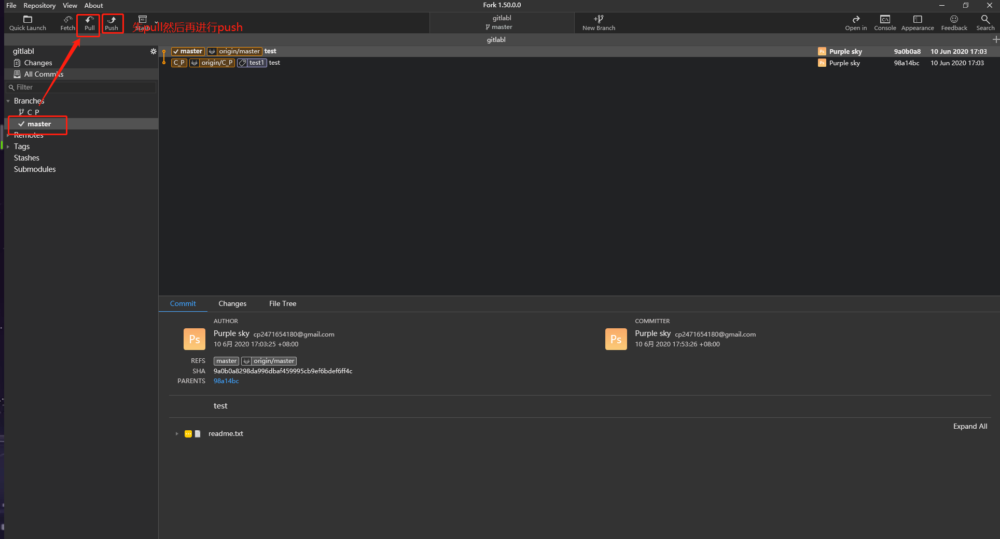 File Repository View About
Fork 1.50.0.0
Quick Launch Fetch Pull Push Stash
先pull然后再进行push
gitlabl
master
New Branch
Open in Console Appearance Feedback Search
gitlabl
gitlabl
Changes
All Commits
Filter
Branches
C_P
master
Remotes
Tags
Stashes
Submodules
master origin/master test Ps Purple sky 9a0b0a8 10 Jun 2020 17:03
C_P origin/C_P test1 test Ps Purple sky 98a14bc 10 Jun 2020 17:03
Commit Changes File Tree
AUTHOR
Ps
Purple sky cp2471654180@gmail.com
10 6月 2020 17:03:25 +08:00
COMMITTER
Ps
Purple sky cp2471654180@gmail.com
10 6月 2020 17:53:26 +08:00
REFS master origin/master
SHA 9a0b0a8298da996dbaf459995cb9ef6bdef6ff4c
PARENTS 98a14bc
test
Expand All
readme.txt